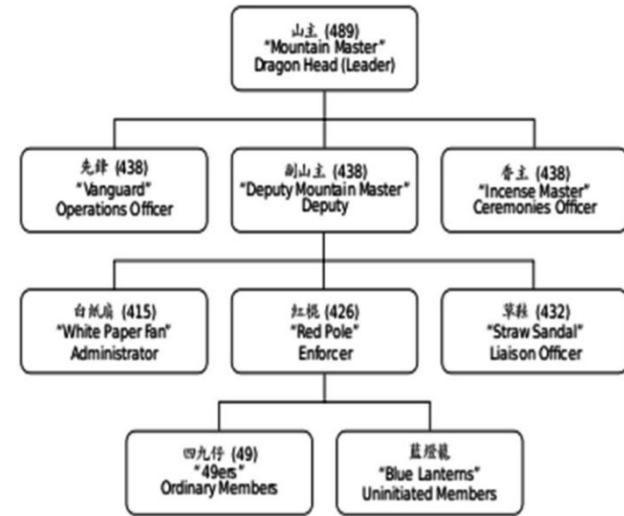 山主 (489)
"Mountain Master"
Dragon Head (Leader)
先鋒 (438)
"Vanguard"
Operations Officer
副山主 (438)
"Deputy Mountain Master"
Deputy
香主 (438)
"Incense Master"
Ceremonies Officer
白紙扇 (415)
"White Paper Fan"
Administrator
紅棍 (426)
"Red Pole"
Enforcer
草鞋 (432)
"Straw Sandal"
Liaison Officer
四九仔 (49)
"49ers"
Ordinary Members
藍燈籠
"Blue Lanterns"
Uninitiated Members